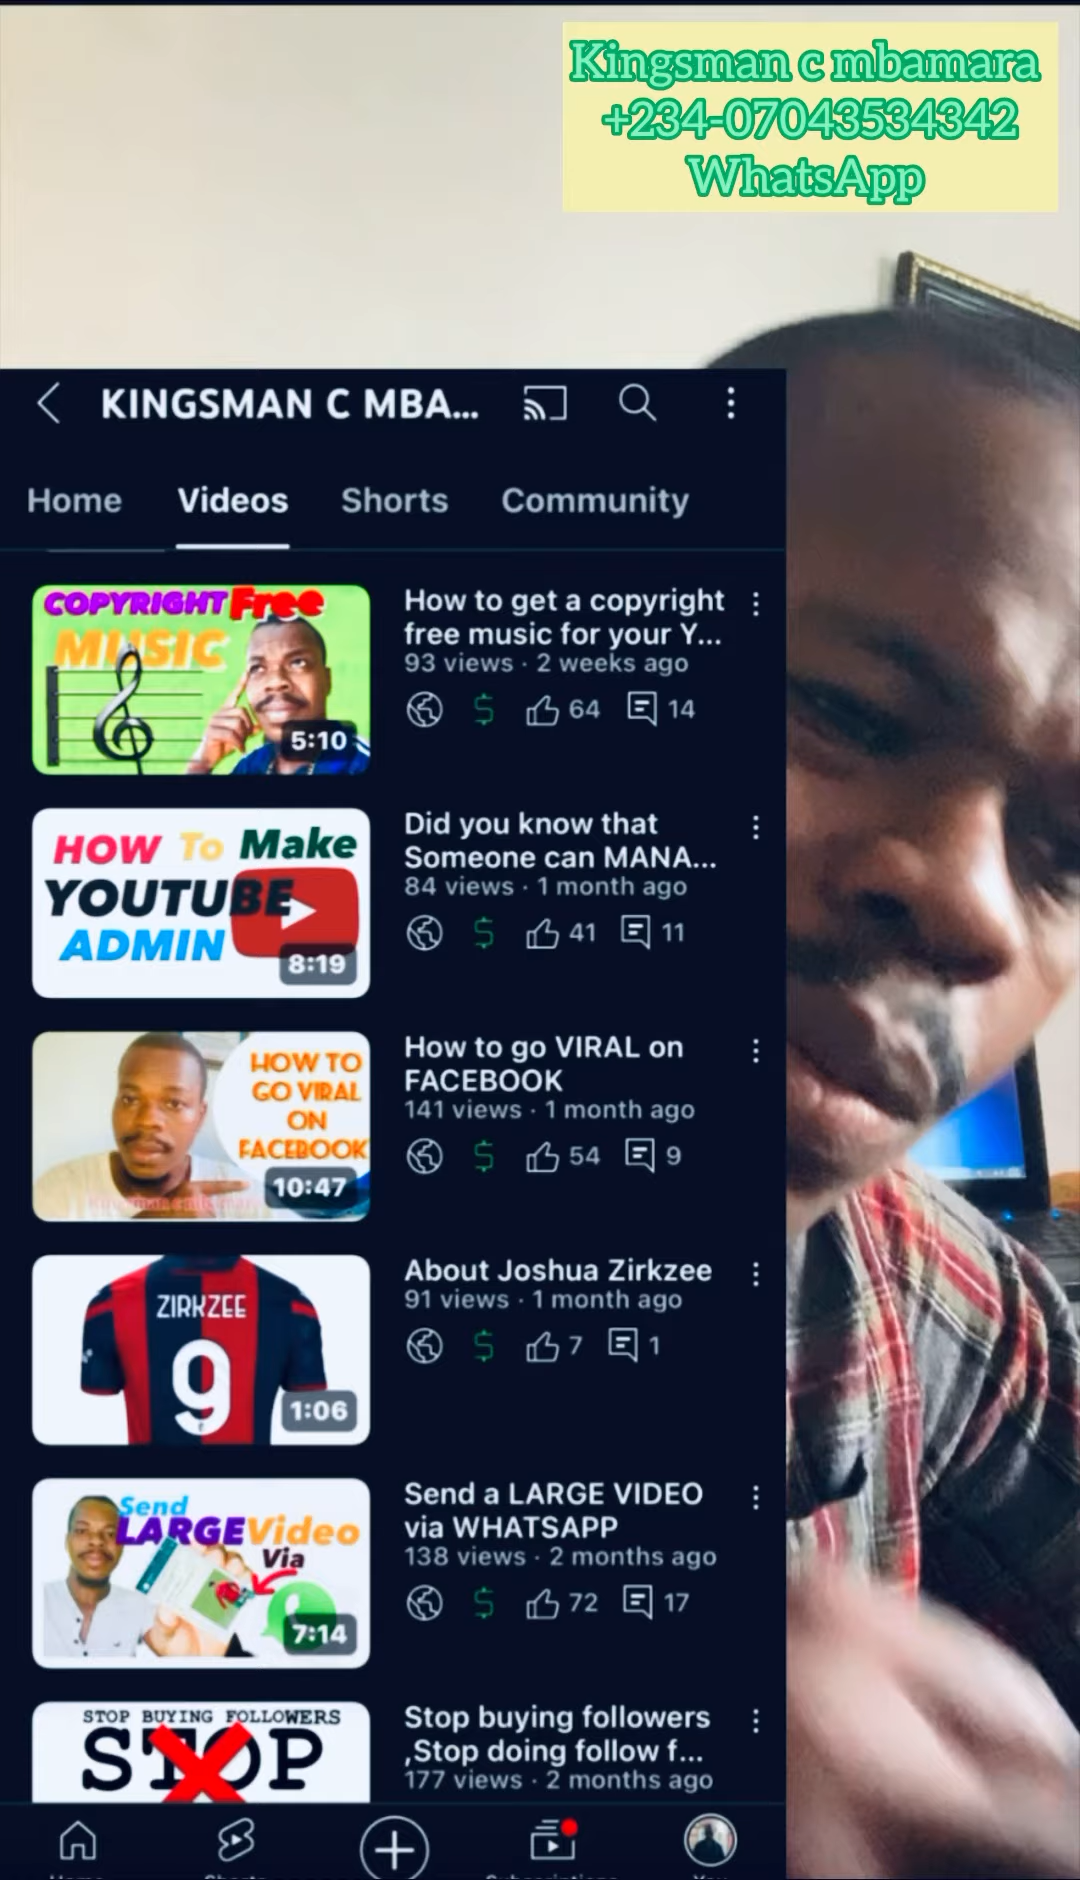 Kingsman c mbamara
+234-07043534342
WhatsApp
KINGSMAN C MBA...
Home Videos Shorts Community
COPYRIGHT Free
MUSIC
5:10
How to get a copyright
free music for your Y...
93 views · 2 weeks ago
64 14
HOW To Make
YOUTUBE
ADMIN
8:19
Did you know that
Someone can MANA...
84 views · 1 month ago
41 11
HOW TO
GO VIRAL
ON
FACEBOOK
10:47
How to go VIRAL on
FACEBOOK
141 views · 1 month ago
54 9
ZIRKZEE
9
1:06
About Joshua Zirkzee
91 views · 1 month ago
7 1
Send
LARGE Video
Via
7:14
Send a LARGE VIDEO
via WHATSAPP
138 views · 2 months ago
72 17
STOP BUYING FOLLOWERS
STOP
Stop buying followers
,Stop doing follow f...
177 views · 2 months ago